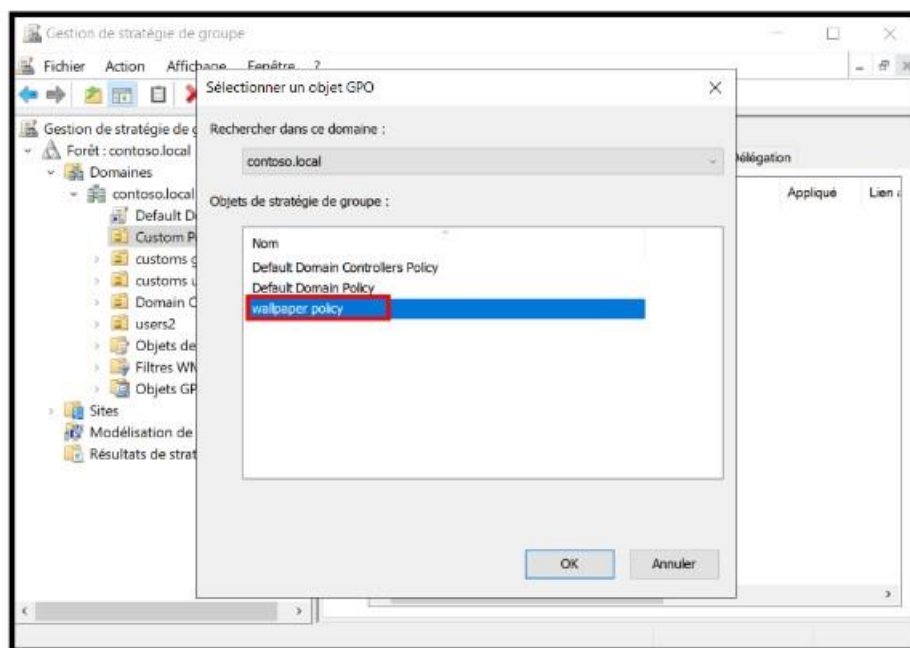 Gestion de stratégie de groupe
Fichier Action Affichage Fenêtre ?
Sélectionner un objet GPO
Gestion de stratégie de g
Rechercher dans ce domaine :
Forêt : contoso.local
contoso.local
Délégation
Domaines
contoso.local
Objets de stratégie de groupe :
Appliqué Lien
Default D
Custom P
Nom
customs g
Default Domain Controllers Policy
customs u
Default Domain Policy
Domain C
wallpaper policy
users2
Objets de
Filtres WM
Objets GP
Sites
Modélisation de
Résultats de strat
OK Annuler